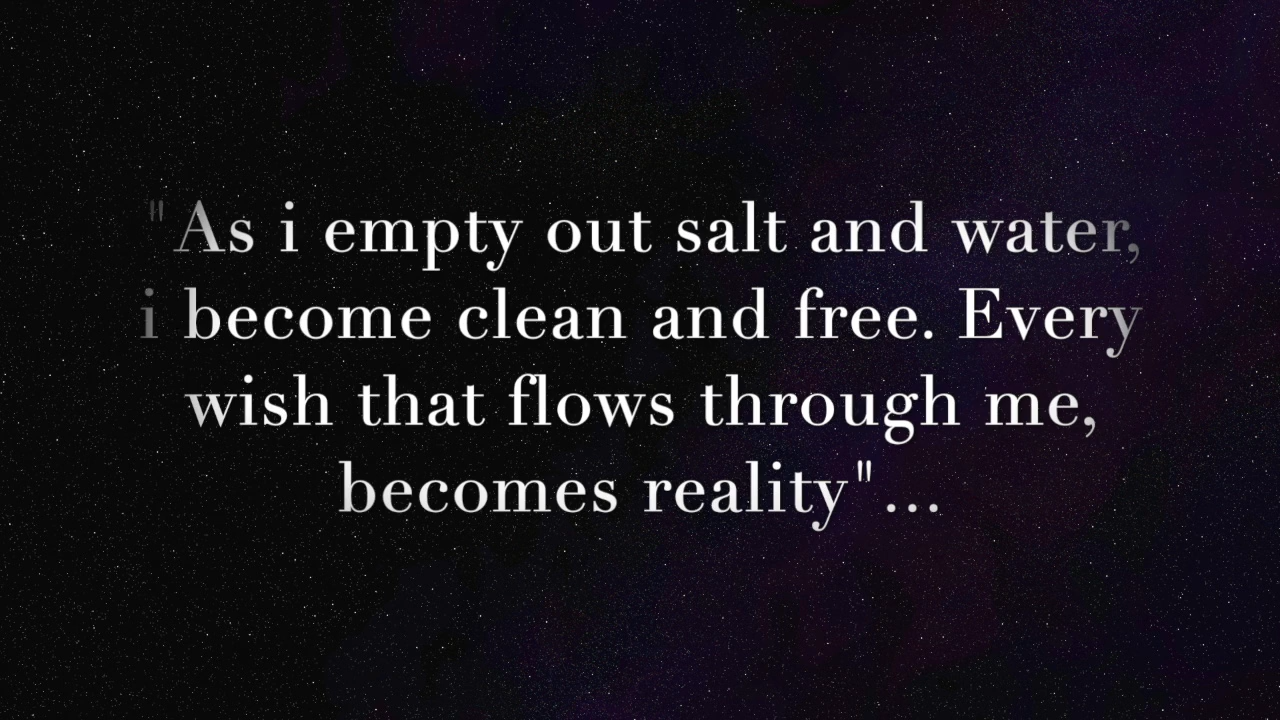 "As i empty out salt and water,
i become clean and free. Every
wish that flows through me,
becomes reality"...